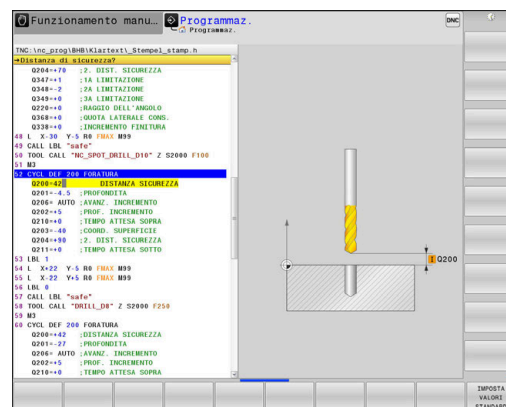 Funzionamento manu…
Programmaz.
Programmaz.
DNC
TNC:\nc_prog\BHB\Klartext\_Stempel_stamp.h
→Distanza di sicurezza?
Q204=+70 ;2. DIST. SICUREZZA
Q347=+1 ;1A LIMITAZIONE
Q348=-2 ;2A LIMITAZIONE
Q349=+0 ;3A LIMITAZIONE
Q220=+0 ;RAGGIO DELL'ANGOLO
Q368=+0 ;QUOTA LATERALE CONS.
Q338=+0 ;INCREMENTO FINITURA
48 L X-30 Y-5 R0 FMAX M99
49 CALL LBL "safe"
50 TOOL CALL "NC_SPOT_DRILL_D10" Z S2000 F100
51 M3
52 CYCL DEF 200 FORATURA
Q200=42 DISTANZA SICUREZZA
Q201=-4.5 ;PROFONDITA
Q206= AUTO ;AVANZ. INCREMENTO
Q202=+5 ;PROF. INCREMENTO
Q210=+0 ;TEMPO ATTESA SOPRA
Q203=-40 ;COORD. SUPERFICIE
Q204=+90 ;2. DIST. SICUREZZA
Q211=+0 ;TEMPO ATTESA SOTTO
53 LBL 1
54 L X+22 Y-5 R0 FMAX M99
55 L X-22 Y+5 R0 FMAX M99
56 LBL 0
57 CALL LBL "safe"
58 TOOL CALL "DRILL_D8" Z S2000 F250
59 M3
60 CYCL DEF 200 FORATURA
Q200=+42 ;DISTANZA SICUREZZA
Q201=-27 ;PROFONDITA
Q206= AUTO ;AVANZ. INCREMENTO
Q202=+5 ;PROF. INCREMENTO
Q210=+0 ;TEMPO ATTESA SOPRA
I Q200
IMPOSTA
VALORI
STANDARD